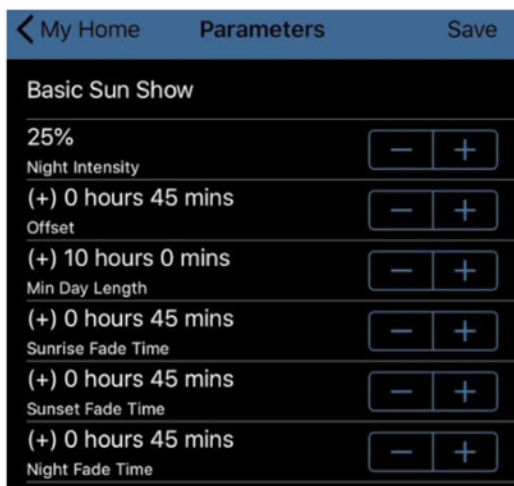 My Home Parameters Save
Basic Sun Show
25%
Night Intensity
(+) 0 hours 45 mins
Offset
(+) 10 hours 0 mins
Min Day Length
(+) 0 hours 45 mins
Sunrise Fade Time
(+) 0 hours 45 mins
Sunset Fade Time
(+) 0 hours 45 mins
Night Fade Time